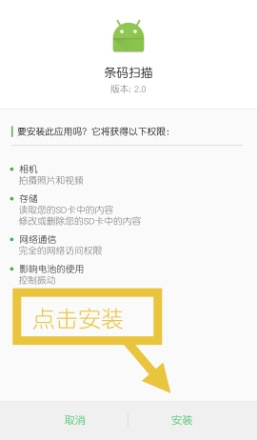 条码扫描
版本: 2.0
要安装此应用吗？它将获得以下权限：
相机
拍摄照片和视频
存储
读取您的SD卡中的内容
修改或删除您的SD卡中的内容
网络通信
完全的网络访问权限
影响电池的使用
控制振动
点击安装
取消
安装